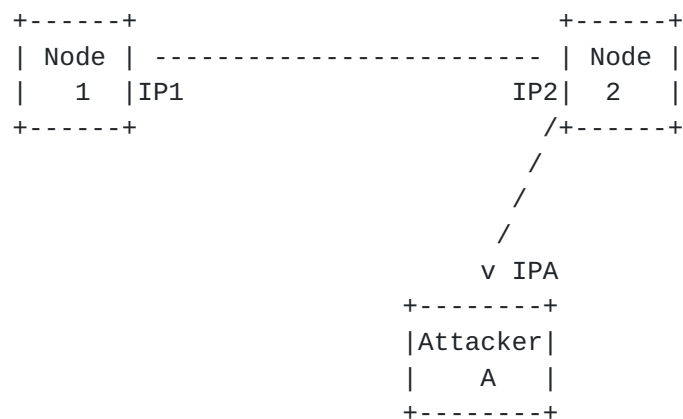 +------+                           +------+
| Node | ------------------------- | Node |
|   1  |IP1                     IP2|  2   |
+------+                          /+------+
                                 /
                                /
                               /
                              v IPA
                         +--------+
                         |Attacker|
                         |    A   |
                         +--------+